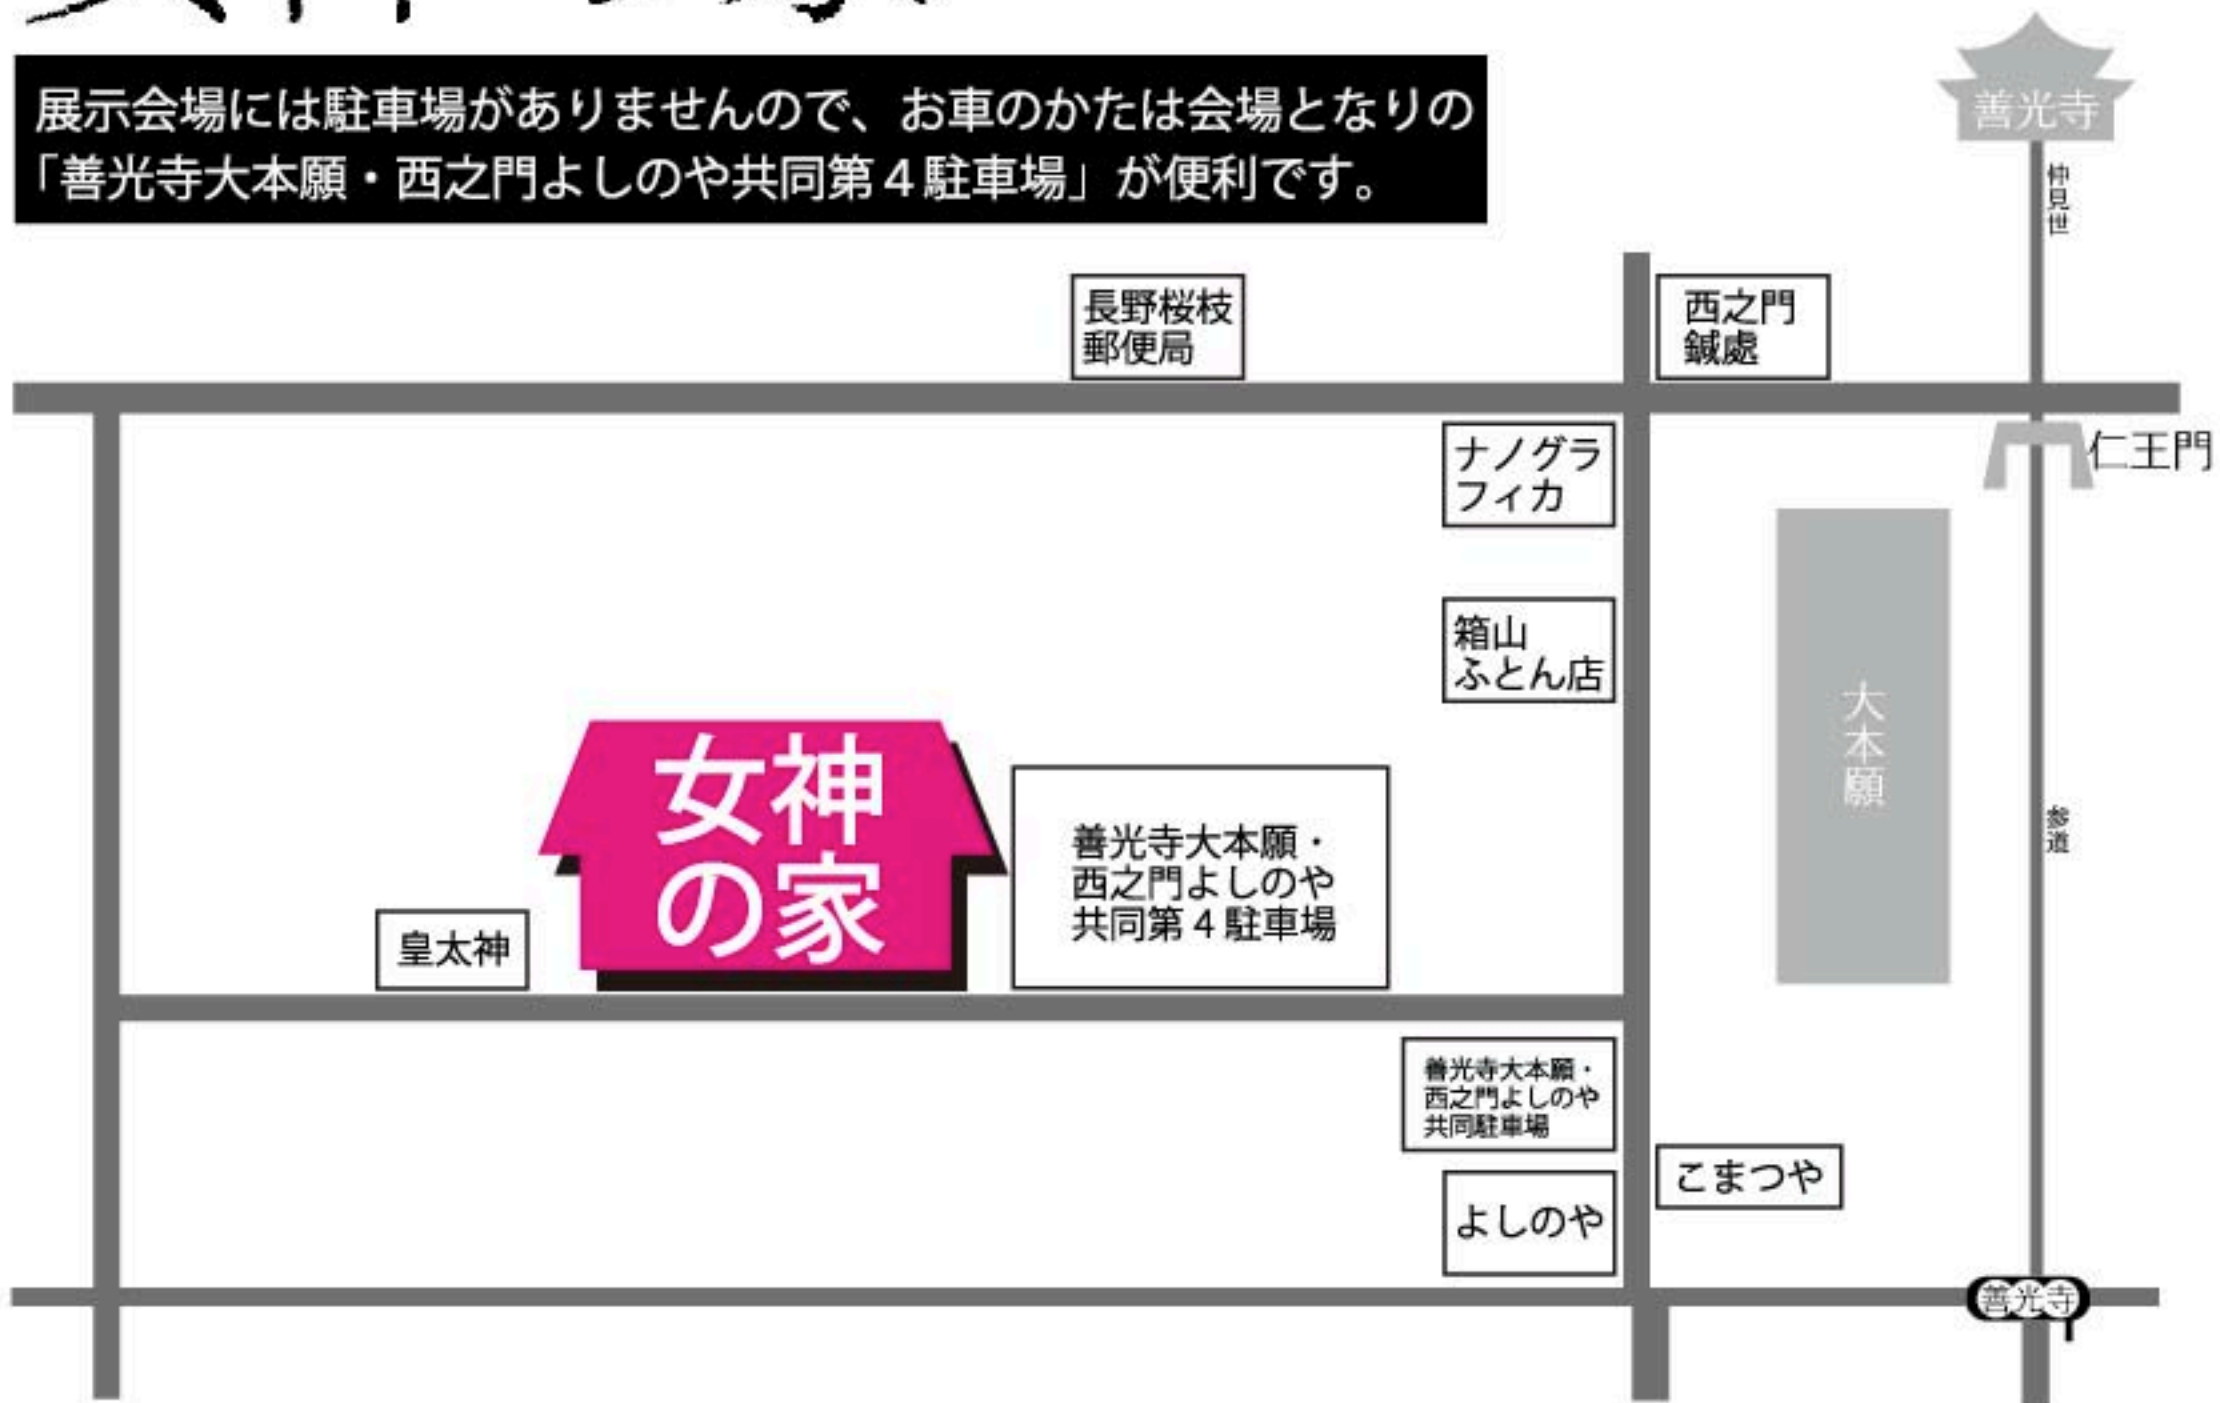 展示会場には駐車場がありませんので、お車のかたは会場となりの
「善光寺大本願・西之門よしのや共同第4駐車場」が便利です。
善光寺
仲見世
長野桜枝
郵便局
西之門
鍼處
仁王門
ナノグラ
フィカ
箱山
ふとん店
大本願
参道
女神
の家
善光寺大本願・
西之門よしのや
共同第4駐車場
皇太神
善光寺大本願・
西之門よしのや
共同駐車場
こまつや
よしのや
善光寺